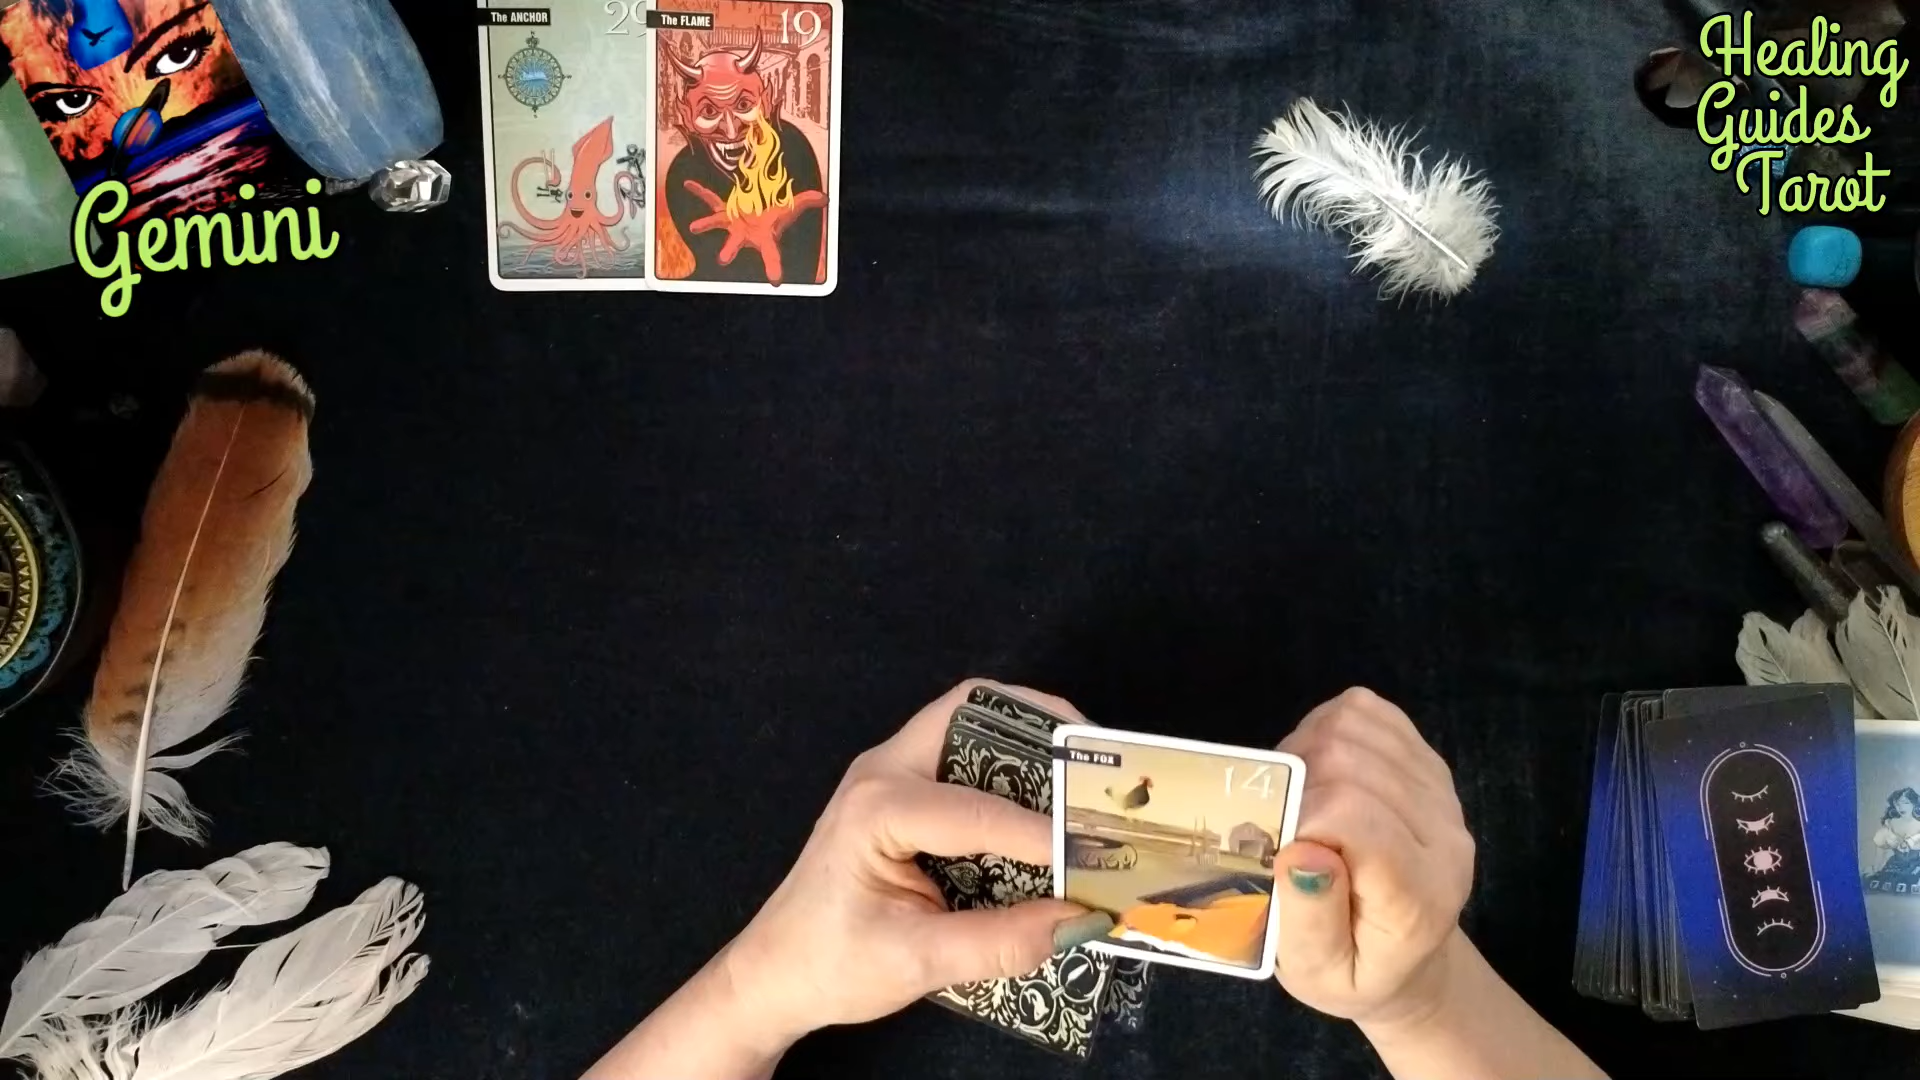 The ANCHOR
29
The FLAME
19
Healing
Guides
Tarot
Gemini
The FOX
14